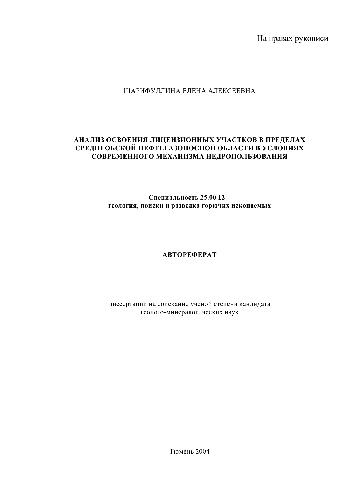 На правах рукописи
ШАРИФУЛЛИНА ЕЛЕНА АЛЕКСЕЕВНА
АНАЛИЗ ОСВОЕНИЯ ЛИЦЕНЗИОННЫХ УЧАСТКОВ В ПРЕДЕЛАХ
СРЕДНЕОБСКОЙ НЕФТЕГАЗОНОСНОЙ ОБЛАСТИ В УСЛОВИЯХ
СОВРЕМЕННОГО МЕХАНИЗМА НЕДРОПОЛЬЗОВАНИЯ
Специальность 25.00.12
геология, поиски и разведка горючих ископаемых
АВТОРЕФЕРАТ
диссертации на соискание ученой степени кандидата
геолого-минералогических наук
Тюмень 2004